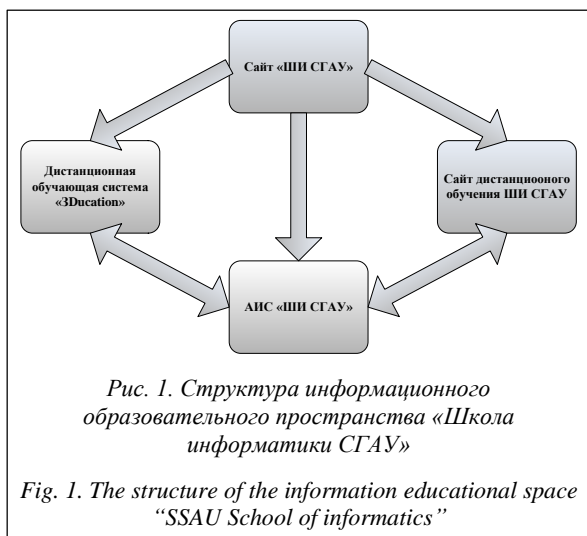 Сайт «ШИ СГАУ»
Дистанционная
обучающая система
«3Ducation»
Сайт дистанциооного
обучения ШИ СГАУ
АИС «ШИ СГАУ»
Рис. 1. Структура информационного
образовательного пространства «Школа
информатики СГАУ»
Fig. 1. The structure of the information educational space
“SSAU School of informatics”